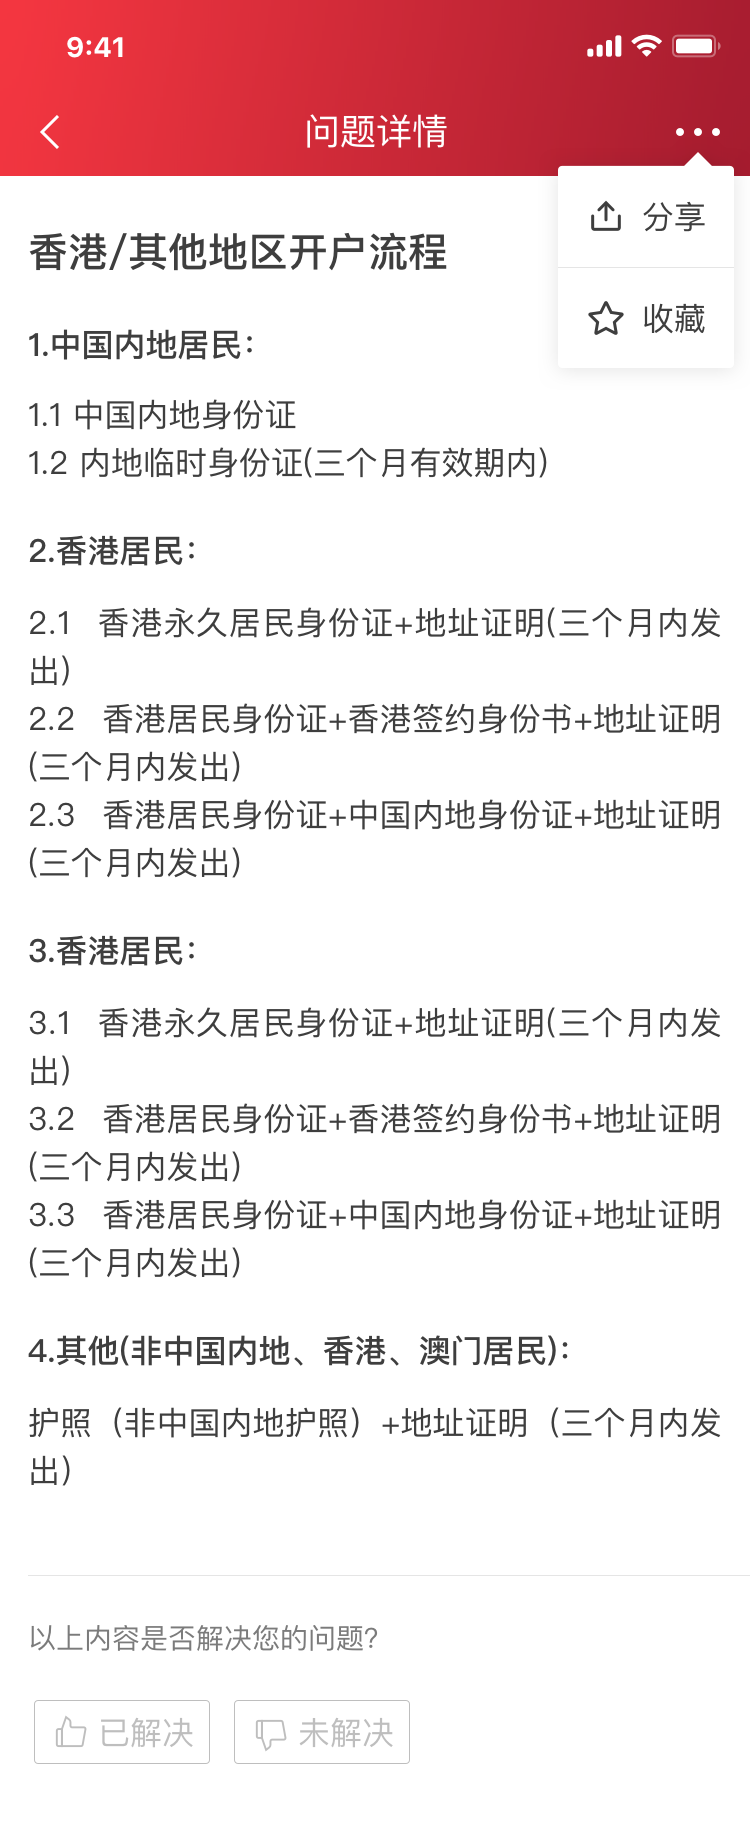 9:41
问题详情
分享
收藏
香港/其他地区开户流程
1.中国内地居民：
1.1 中国内地身份证
1.2 内地临时身份证(三个月有效期内)
2.香港居民：
2.1 香港永久居民身份证+地址证明(三个月内发
出)
2.2 香港居民身份证+香港签约身份书+地址证明
(三个月内发出)
2.3 香港居民身份证+中国内地身份证+地址证明
(三个月内发出)
3.香港居民：
3.1 香港永久居民身份证+地址证明(三个月内发
出)
3.2 香港居民身份证+香港签约身份书+地址证明
(三个月内发出)
3.3 香港居民身份证+中国内地身份证+地址证明
(三个月内发出)
4.其他(非中国内地、香港、澳门居民)：
护照（非中国内地护照）+地址证明（三个月内发
出）
以上内容是否解决您的问题?
已解决
未解决